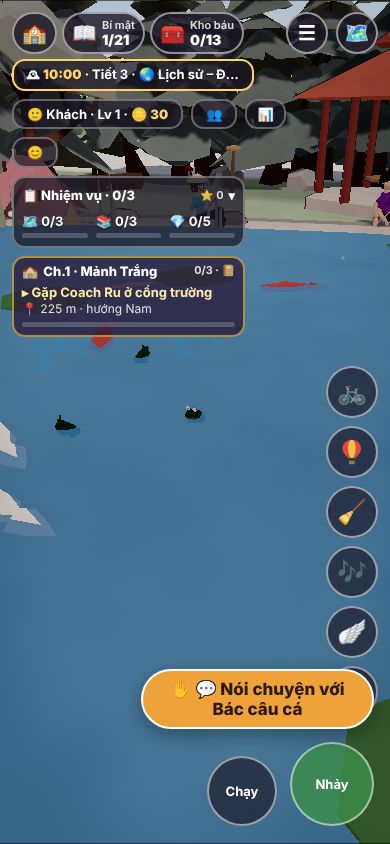 Bí mật
1/21
Kho báu
0/13
10:00 · Tiết 3 · Lịch sử – Đ...
Khách · Lv 1 · 30
Nhiệm vụ · 0/3
0 ▾
0/3
0/3
0/5
Ch.1 · Mảnh Trắng
0/3 ·
▸ Gặp Coach Ru ở cổng trường
225 m · hướng Nam
Nói chuyện với
Bác câu cá
Chạy
Nhảy